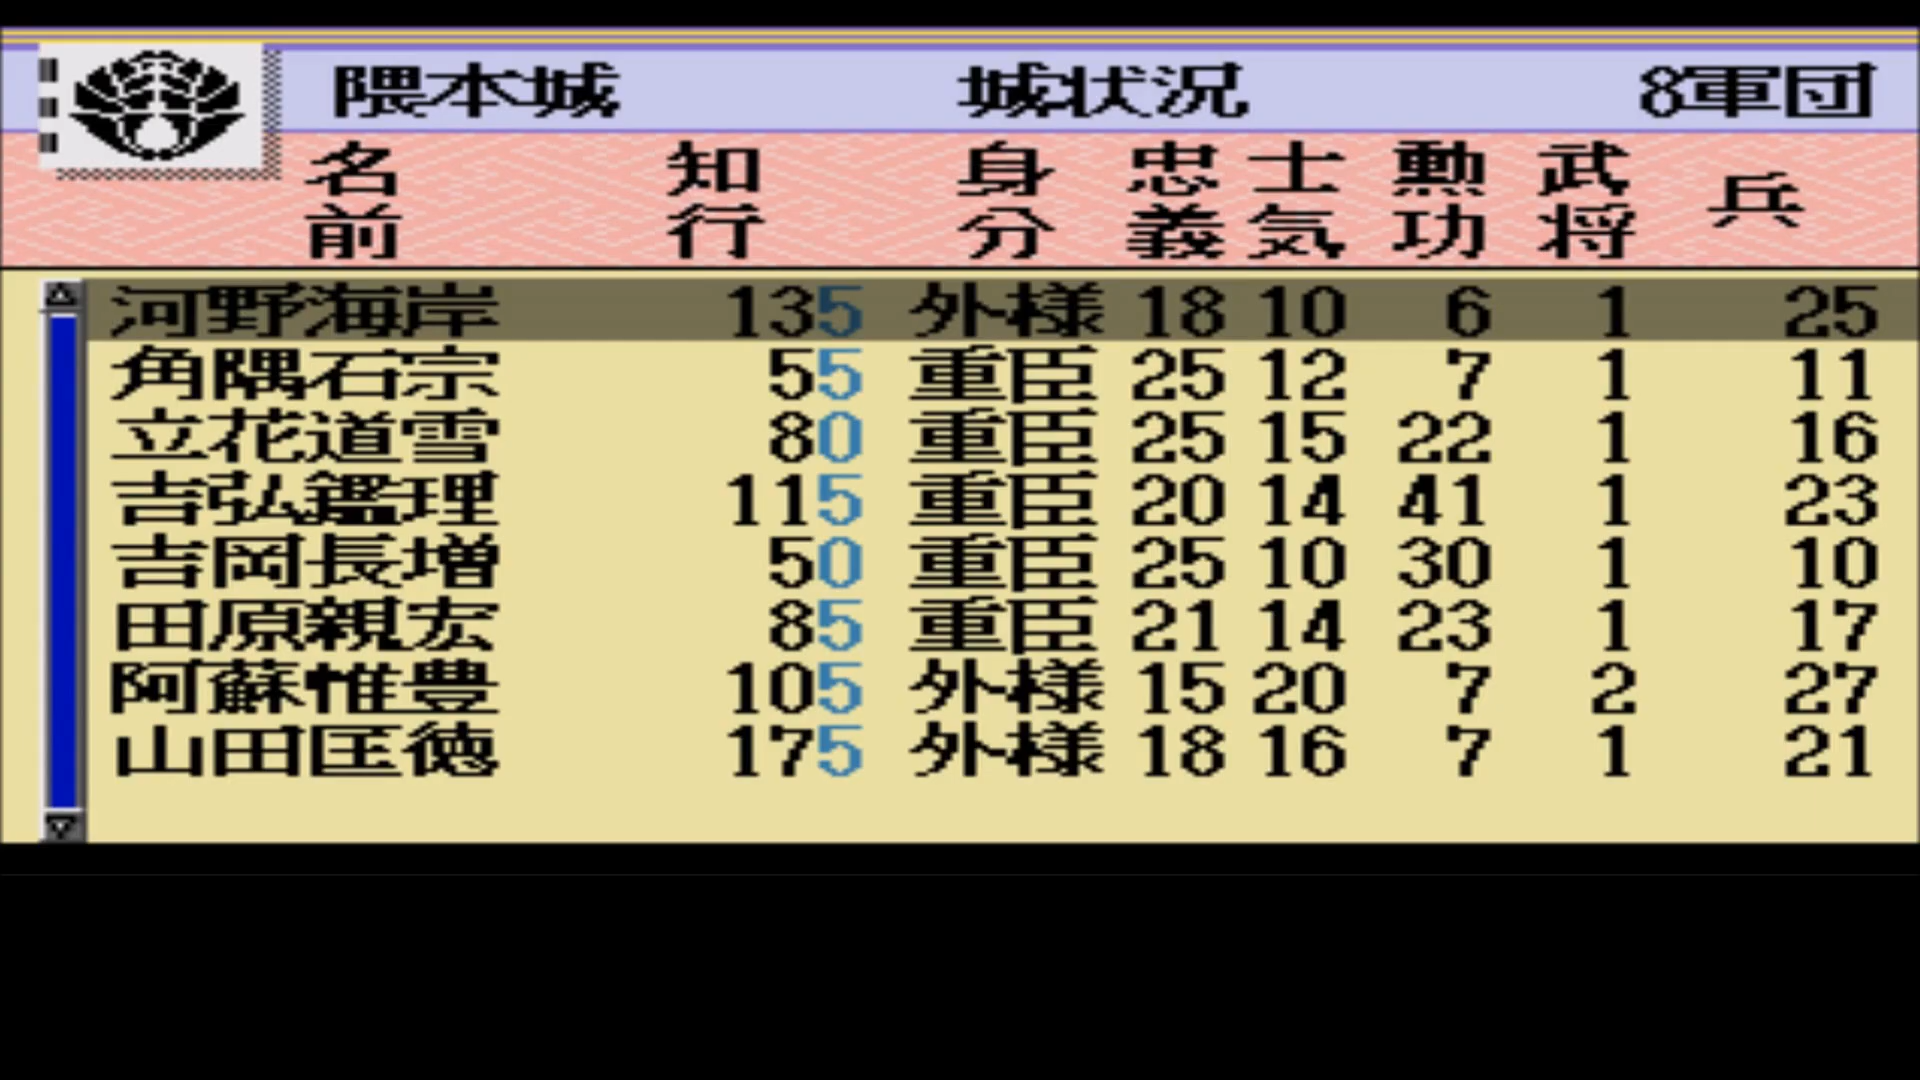 隈本城 城状況 8軍団
名前 知行 身分 忠義 士気 勲功 武将 兵
河野海岸 135 外様 18 10 6 1 25
角隈石宗 55 重臣 25 12 7 1 11
立花道雪 80 重臣 25 15 22 1 16
吉弘鑑理 115 重臣 20 14 41 1 23
吉岡長増 50 重臣 25 10 30 1 10
田原親宏 85 重臣 21 14 23 1 17
阿蘇惟豊 105 外様 15 20 7 2 27
山田匡徳 175 外様 18 16 7 1 21